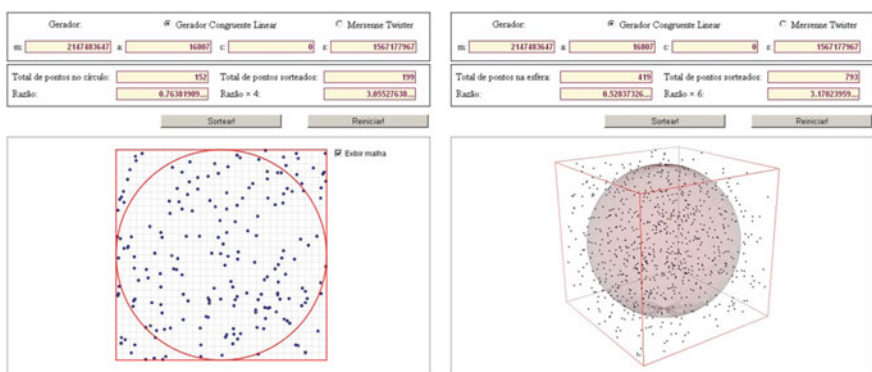 Gerador: Gerador Congruente Linear Mersenne Twister
m: 2147483647 a: 16807 c: 0 s: 1567177967
Total de pontos no círculo: 152 Total de pontos sorteados: 199
Razão: 0.76381909... Razão × 4: 3.05527638...
Sortear! Reiniciar!
Exibir malha
Gerador: Gerador Congruente Linear Mersenne Twister
m: 2147483647 a: 16807 c: 0 s: 1567177967
Total de pontos na esfera: 419 Total de pontos sorteados: 793
Razão: 0.52837326... Razão × 6: 3.17023959...
Sortear! Reiniciar!